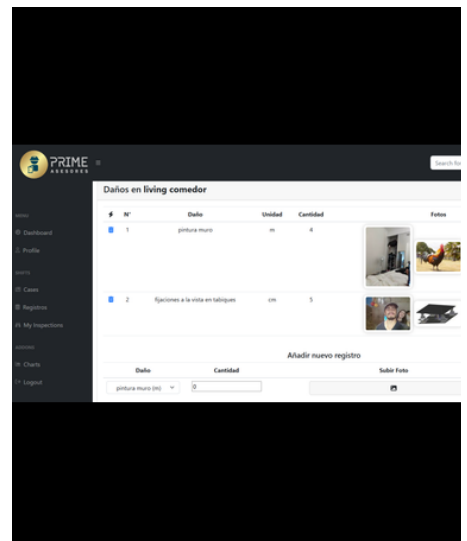 PRIME
ASESORES
Search for
Daños en living comedor
MENU
Dashboard
Profile
Cases
Registros
My Inspections
ADDONS
Charts
Logout
N° Daño Unidad Cantidad Fotos
1 pintura muro m 4
2 fijaciones a la vista en tabiques cm 5
Añadir nuevo registro
Daño Cantidad Subir Foto
pintura muro (m) 0